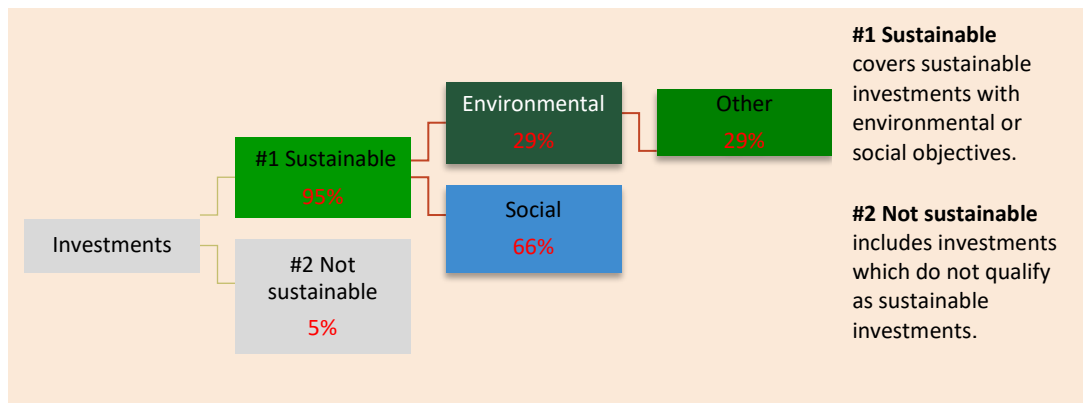 Investments
#1 Sustainable
95%
#2 Not
sustainable
5%
Environmental
29%
Social
66%
Other
29%
#1 Sustainable
covers sustainable
investments with
environmental or
social objectives.
#2 Not sustainable
includes investments
which do not qualify
as sustainable
investments.